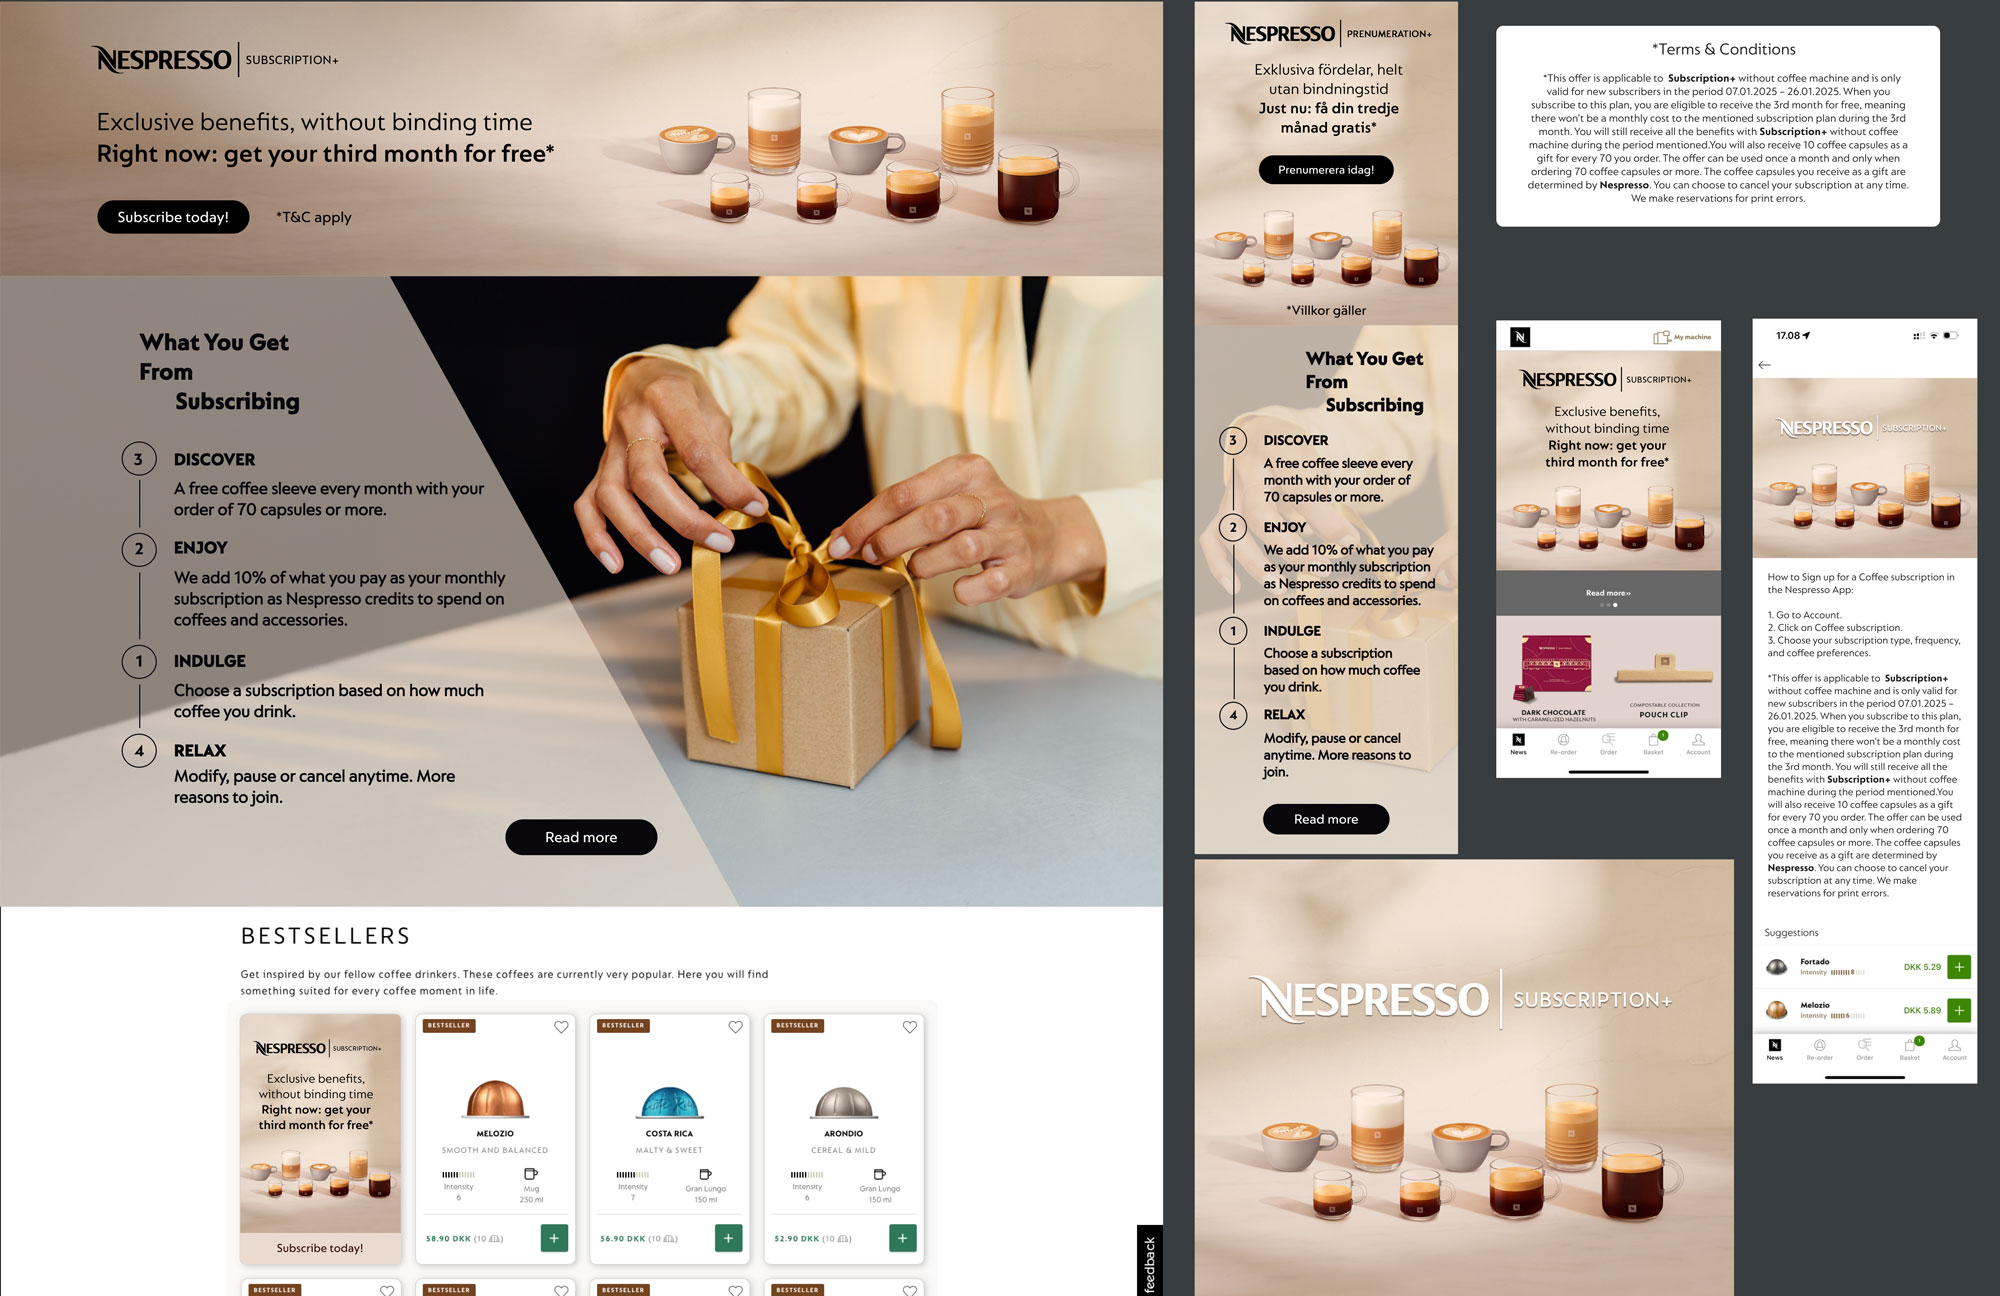 NESPRESSO SUBSCRIPTION+
Exclusive benefits, without binding time
Right now: get your third month for free*
Subscribe today!
*T&C apply
What You Get
From
Subscribing
3
DISCOVER
A free coffee sleeve every month with your
order of 70 capsules or more.
2
ENJOY
We add 10% of what you pay as your monthly
subscription as Nespresso credits to spend on
coffees and accessories.
1
INDULGE
Choose a subscription based on how much
coffee you drink.
4
RELAX
Modify, pause or cancel anytime. More
reasons to join.
Read more
BESTSELLERS
Get inspired by our fellow coffee drinkers. These coffees are currently very popular. Here you will find
something suited for every coffee moment in life.
NESPRESSO SUBSCRIPTION+
Exclusive benefits,
without binding time
Right now: get your
third month for free*
Subscribe today!
BESTSELLER
MELOZIO
SMOOTH AND BALANCED
Intensity
6
Mug
230 ml
58.90 DKK (10)
+
BESTSELLER
COSTA RICA
MALTY & SWEET
Intensity
7
Gran Lungo
150 ml
56.90 DKK (10)
+
BESTSELLER
ARONDIO
CEREAL & MILD
Intensity
6
Gran Lungo
150 ml
52.90 DKK (10)
+
BESTSELLER
BESTSELLER
BESTSELLER
BESTSELLER
feedback
NESPRESSO PRENUMERATION+
Exklusiva fördelar, helt
utan bindningstid
Just nu: få din tredje
månad gratis*
Prenumerera idag!
*Villkor gäller
What You Get
From
Subscribing
3
DISCOVER
A free coffee sleeve every
month with your order of
70 capsules or more.
2
ENJOY
We add 10% of what you pay
as your monthly subscription
as Nespresso credits to spend
on coffees and accessories.
1
INDULGE
Choose a subscription
based on how much coffee
you drink.
4
RELAX
Modify, pause or cancel
anytime. More reasons to
join.
Read more
*Terms & Conditions
*This offer is applicable to Subscription+ without coffee machine and is only
valid for new subscribers in the period 07.01.2025 – 26.01.2025. When you
subscribe to this plan, you are eligible to receive the 3rd month for free, meaning
there won't be a monthly cost to the mentioned subscription plan during the 3rd
month. You will still receive all the benefits with Subscription+ without coffee
machine during the period mentioned.You will also receive 10 coffee capsules as a
gift for every 70 you order. The offer can be used once a month and only when
ordering 70 coffee capsules or more. The coffee capsules you receive as a gift are
determined by Nespresso. You can choose to cancel your subscription at any time.
We make reservations for print errors.
N
My machine
NESPRESSO SUBSCRIPTION+
Exclusive benefits,
without binding time
Right now: get your
third month for free*
Read more»
DARK CHOCOLATE
WITH CARAMELIZED HAZELNUTS
COMPOSTABLE COLLECTION
POUCH CLIP
News
Re-order
Order
1
Basket
Account
17.08
NESPRESSO SUBSCRIPTION+
How to Sign up for a Coffee subscription in
the Nespresso App:
1. Go to Account.
2. Click on Coffee subscription.
3. Choose your subscription type, frequency,
and coffee preferences.
*This offer is applicable to Subscription+
without coffee machine and is only valid for
new subscribers in the period 07.01.2025 –
26.01.2025. When you subscribe to this plan,
you are eligible to receive the 3rd month for
free, meaning there won't be a monthly cost
to the mentioned subscription plan during
the 3rd month. You will still receive all the
benefits with Subscription+ without coffee
machine during the period mentioned.You
will also receive 10 coffee capsules as a gift
for every 70 you order. The offer can be used
once a month and only when ordering 70
coffee capsules or more. The coffee capsules
you receive as a gift are determined by
Nespresso. You can choose to cancel your
subscription at any time. We make
reservations for print errors.
Suggestions
Fortado
Intensity 8
DKK 5.29
+
Melozio
Intensity 6
DKK 5.89
+
News
Re-order
Order
1
Basket
Account
NESPRESSO SUBSCRIPTION+